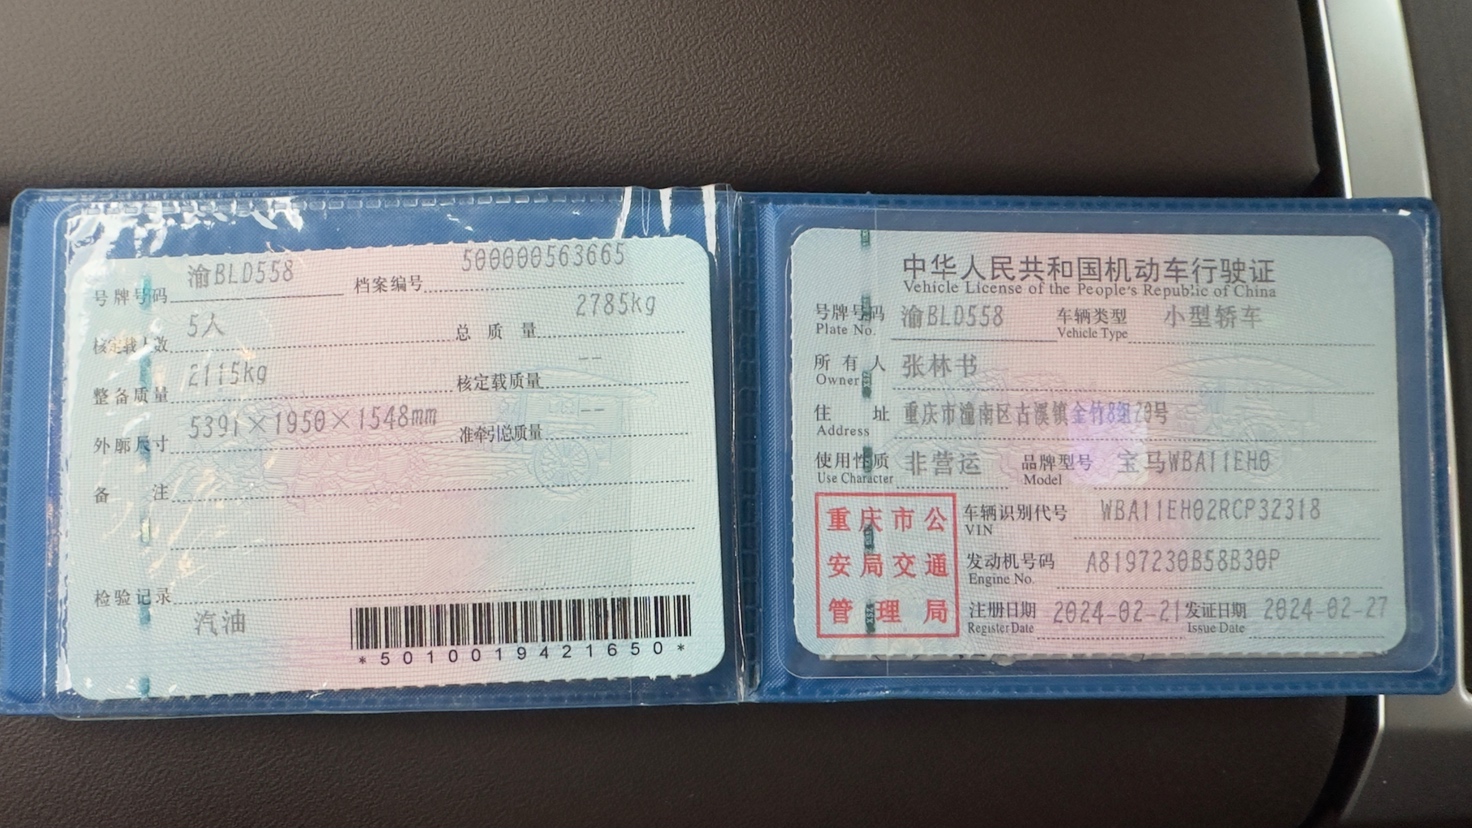 号牌号码 渝BLD558 档案编号 500000563665
核定载人数 5人 总质量 2785kg
整备质量 2115kg 核定载质量 --
外廓尺寸 5391×1950×1548mm 准牵引总质量 --
备注
检验记录
汽油
*5010019421650*
中华人民共和国机动车行驶证
Vehicle License of the People's Republic of China
号牌号码 渝BLD558 车辆类型 小型轿车
Plate No. Vehicle Type
所有人 张林书
Owner
住址 重庆市潼南区古溪镇金竹8组20号
Address
使用性质 非营运 品牌型号 宝马WBA11EH0
Use Character Model
重庆市公
安局交通
管理局
车辆识别代号 WBA11EH02RCP32318
VIN
发动机号码 A8197230B58B30P
Engine No.
注册日期 2024-02-21 发证日期 2024-02-27
Register Date Issue Date